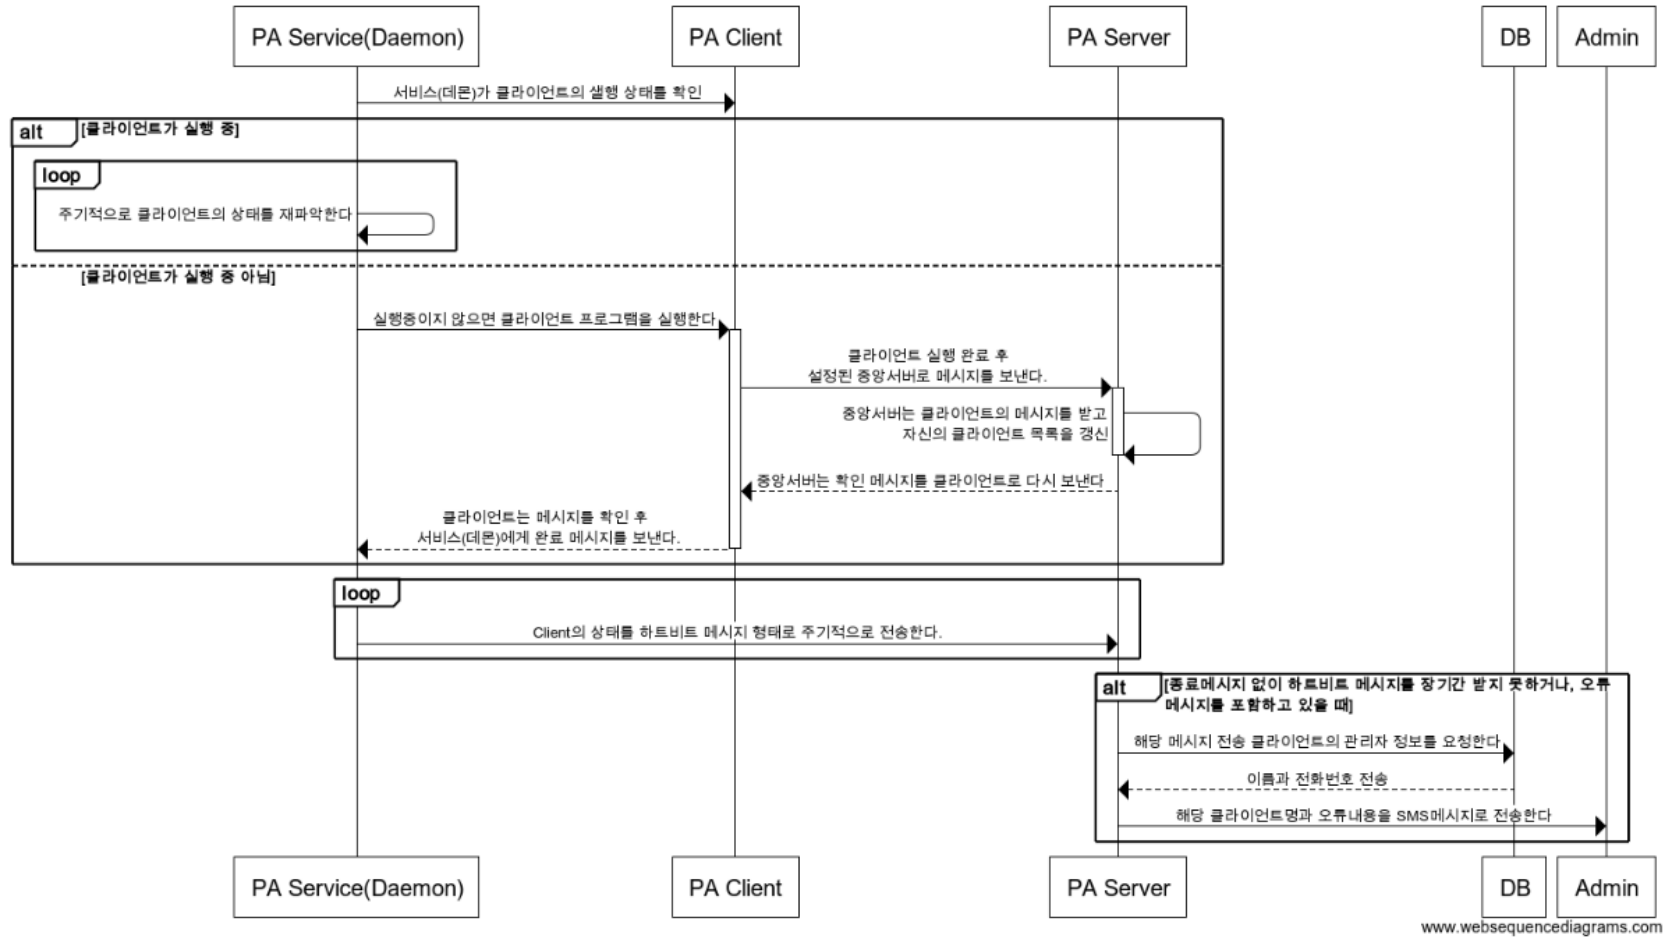 PA Service(Daemon)
PA Client
PA Server
DB
Admin
서비스(데몬)가 클라이언트의 샐행 상태를 확인
alt
[클라이언트가 실행 중]
loop
주기적으로 클라이언트의 상태를 재파악한다
[클라이언트가 실행 중 아님]
실행중이지 않으면 클라이언트 프로그램을 실행한다
클라이언트 실행 완료 후
설정된 중앙서버로 메시지를 보낸다.
중앙서버는 클라이언트의 메시지를 받고
자신의 클라이언트 목록을 갱신
중앙서버는 확인 메시지를 클라이언트로 다시 보낸다
클라이언트는 메시지를 확인 후
서비스(데몬)에게 완료 메시지를 보낸다.
loop
Client의 상태를 하트비트 메시지 형태로 주기적으로 전송한다.
alt
[종료메시지 없이 하트비트 메시지를 장기간 받지 못하거나, 오류
메시지를 포함하고 있을 때]
해당 메시지 전송 클라이언트의 관리자 정보를 요청한다
이름과 전화번호 전송
해당 클라이언트명과 오류내용을 SMS메시지로 전송한다
PA Service(Daemon)
PA Client
PA Server
DB
Admin
www.websequencediagrams.com